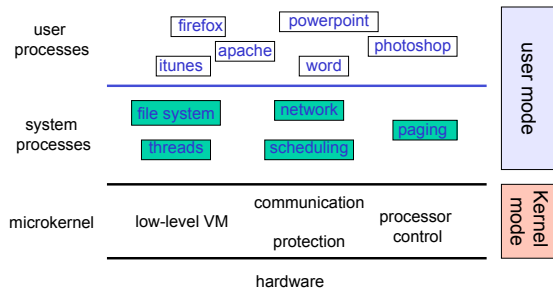 user
processes
firefox
powerpoint
apache
photoshop
itunes
word
user mode
system
processes
file system
network
paging
threads
scheduling
microkernel
low-level VM
communication
protection
processor
control
Kernel
mode
hardware